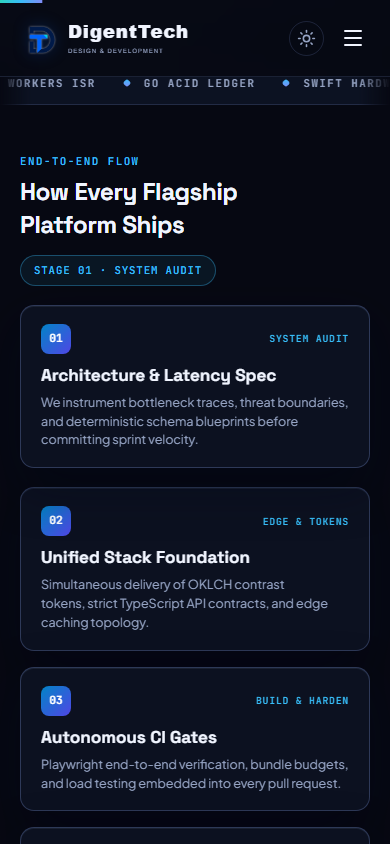 DigentTech
DESIGN & DEVELOPMENT
WORKERS ISR GO ACID LEDGER SWIFT HARD
END-TO-END FLOW
How Every Flagship
Platform Ships
STAGE 01 · SYSTEM AUDIT
01
SYSTEM AUDIT
Architecture & Latency Spec
We instrument bottleneck traces, threat boundaries,
and deterministic schema blueprints before
committing sprint velocity.
02
EDGE & TOKENS
Unified Stack Foundation
Simultaneous delivery of OKLCH contrast
tokens, strict TypeScript API contracts, and edge
caching topology.
03
BUILD & HARDEN
Autonomous CI Gates
Playwright end-to-end verification, bundle budgets,
and load testing embedded into every pull request.